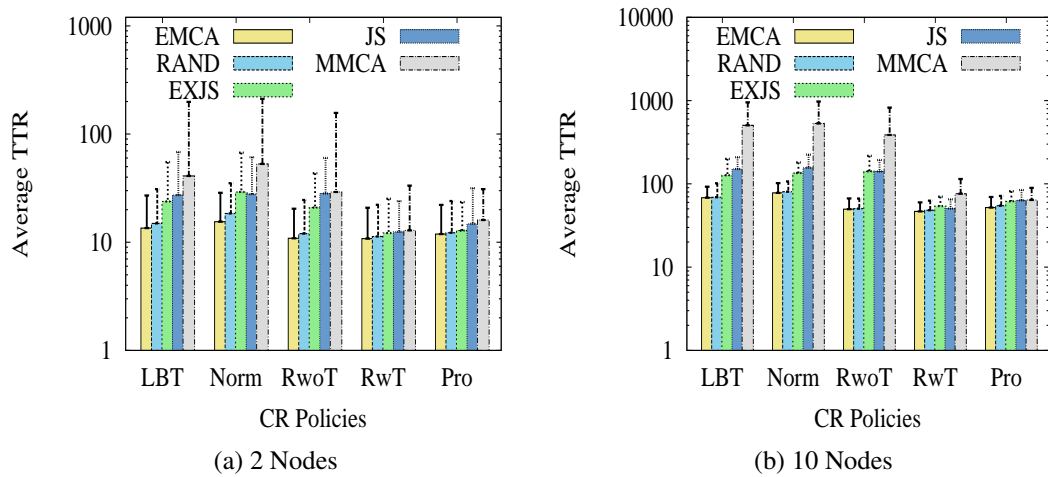 1000
100
10
1
Average TTR
EMCA
RAND
EXJS
JS
MMCA
LBT Norm RwoT RwT Pro
CR Policies
(a) 2 Nodes
10000
1000
100
10
1
Average TTR
EMCA
RAND
EXJS
JS
MMCA
LBT Norm RwoT RwT Pro
CR Policies
(b) 10 Nodes